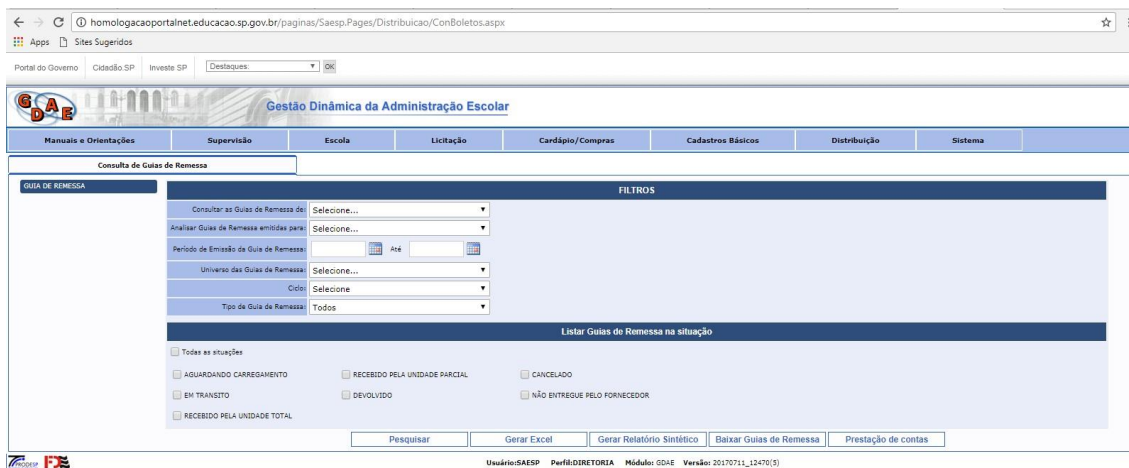 homologacaoportalnet.educacao.sp.gov.br/paginas/Saesp.Pages/Distribuicao/ConBoletos.aspx
Apps Sites Sugeridos
Portal do Governo Cidadão.SP Investe SP Destaques: OK
GDAE Gestão Dinâmica da Administração Escolar
Manuais e Orientações Supervisão Escola Licitação Cardápio/Compras Cadastros Básicos Distribuição Sistema
Consulta de Guias de Remessa
GUIA DE REMESSA FILTROS
Consultar as Guias de Remessa de: Selecione...
Analisar Guias de Remessa emitidas para: Selecione...
Período de Emissão da Guia de Remessa: Até
Universo das Guias de Remessa: Selecione...
Ciclo: Selecione
Tipo de Guia de Remessa: Todos
Listar Guias de Remessa na situação
Todas as situações
AGUARDANDO CARREGAMENTO RECEBIDO PELA UNIDADE PARCIAL CANCELADO
EM TRANSITO DEVOLVIDO NÃO ENTREGUE PELO FORNECEDOR
RECEBIDO PELA UNIDADE TOTAL
Pesquisar Gerar Excel Gerar Relatório Sintético Baixar Guias de Remessa Prestação de contas
PRODESP FDE Usuário:SAESP Perfil:DIRETORIA Módulo: GDAE Versão: 20170711_12470(5)